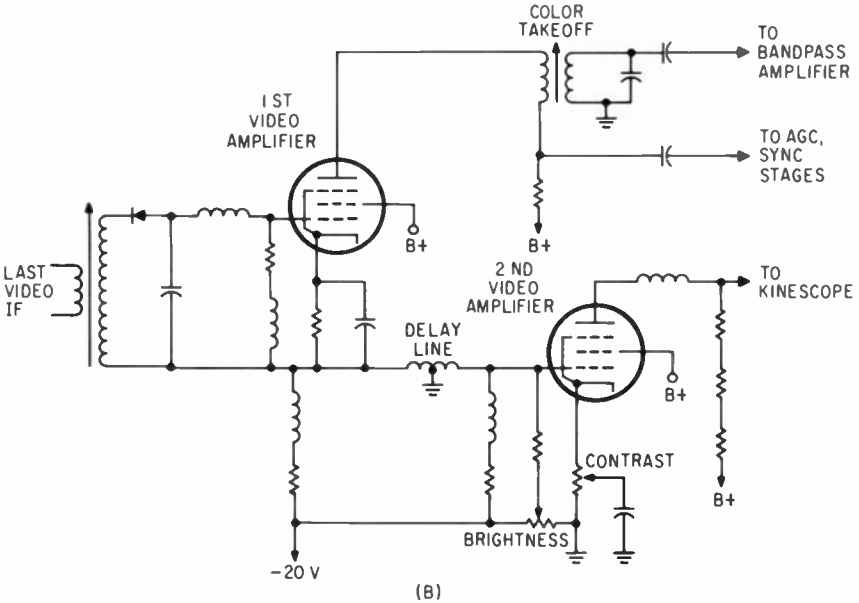 COLOR
TAKEOFF
TO
BANDPASS
AMPLIFIER
1 ST
VIDEO
AMPLIFIER
TO AGC,
SYNC
STAGES
B+
B+
LAST
VIDEO
IF
2 ND
VIDEO
AMPLIFIER
TO
KINESCOPE
DELAY
LINE
B+
CONTRAST
B+
BRIGHTNESS
-20 V
(B)